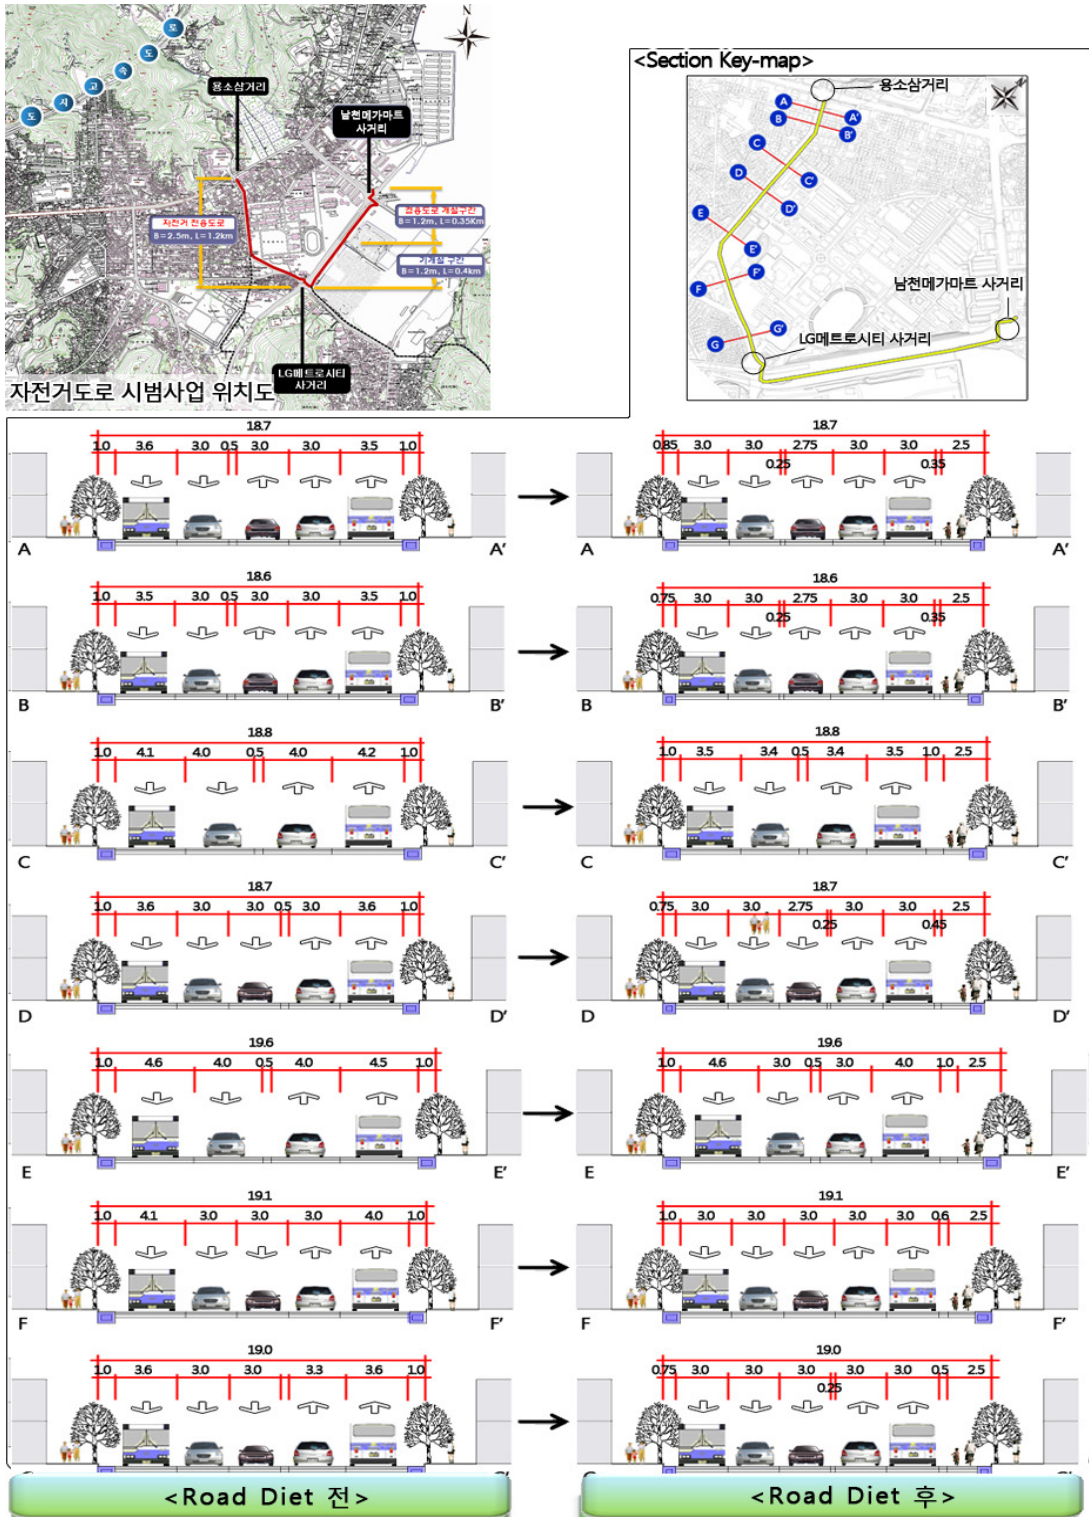 N
도시고속도로
용소삼거리
남천메가마트
사거리
자전거 전용도로
B=2.5m, L=1.2km
겸용도로 개설구간
B=1.2m, L=0.35Km
기개설 구간
B=1.2m, L=0.4km
LG메트로시티
사거리
자전거도로 시범사업 위치도
<Section Key-map>
용소삼거리
A A'
B B'
C C'
D D'
E E'
F F'
G G'
남천메가마트 사거리
LG메트로시티 사거리
18.7
1.0 3.6 3.0 0.5 3.0 3.0 3.5 1.0
A A'
18.7
0.85 3.0 3.0 2.75 3.0 3.0 2.5
0.25 0.35
A A'
18.6
1.0 3.5 3.0 0.5 3.0 3.0 3.5 1.0
B B'
18.6
0.75 3.0 3.0 2.75 3.0 3.0 2.5
0.25 0.35
B B'
18.8
1.0 4.1 4.0 0.5 4.0 4.2 1.0
C C'
18.8
1.0 3.5 3.4 0.5 3.4 3.5 1.0 2.5
C C'
18.7
1.0 3.6 3.0 3.0 0.5 3.0 3.6 1.0
D D'
18.7
0.75 3.0 3.0 2.75 3.0 3.0 2.5
0.25 0.45
D D'
19.6
1.0 4.6 4.0 0.5 4.0 4.5 1.0
E E'
19.6
1.0 4.6 3.0 0.5 3.0 4.0 1.0 2.5
E E'
19.1
1.0 4.1 3.0 3.0 3.0 4.0 1.0
F F'
19.1
1.0 3.0 3.0 3.0 3.0 3.0 0.6 2.5
F F'
19.0
1.0 3.6 3.0 3.0 3.3 3.6 1.0
19.0
0.75 3.0 3.0 3.0 3.0 3.0 0.5 2.5
0.25
<Road Diet 전>
<Road Diet 후>